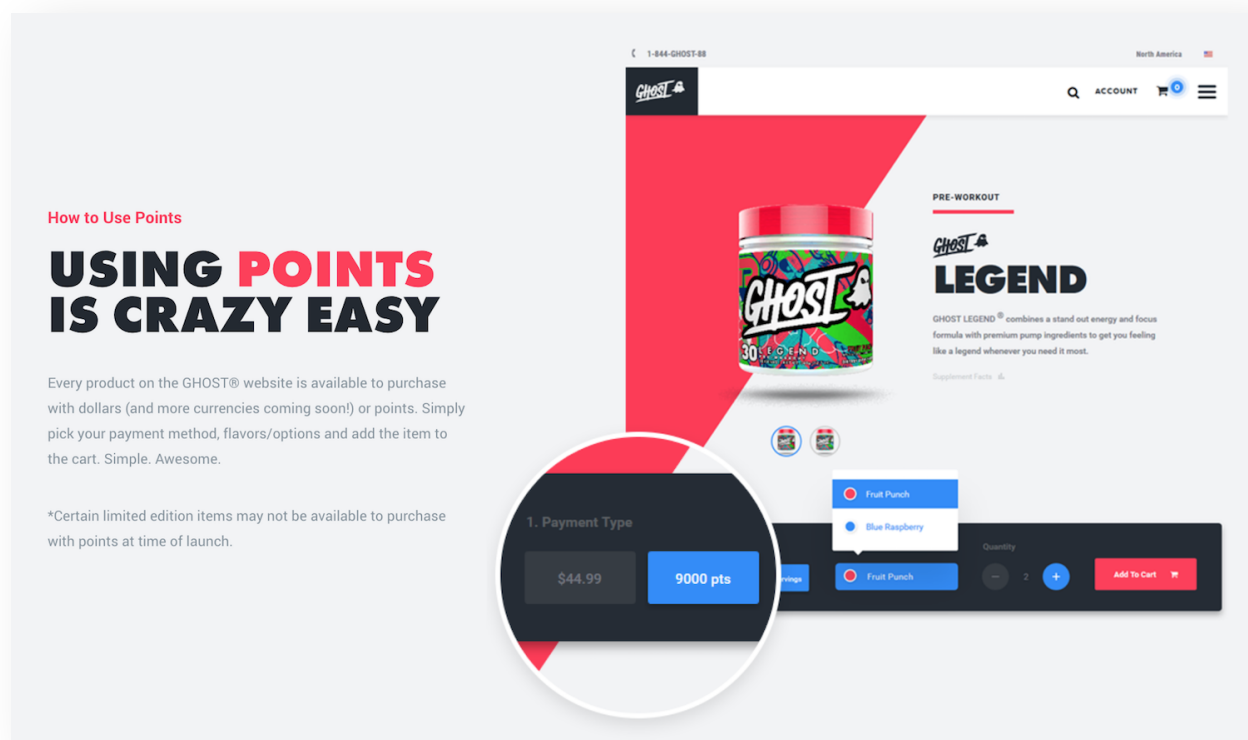 How to Use Points
USING POINTS
IS CRAZY EASY
Every product on the GHOST® website is available to purchase
with dollars (and more currencies coming soon!) or points. Simply
pick your payment method, flavors/options and add the item to
the cart. Simple. Awesome.
*Certain limited edition items may not be available to purchase
with points at time of launch.
1-844-GHOST-88
North America
GHOST
ACCOUNT
0
PRE-WORKOUT
GHOST
LEGEND
GHOST LEGEND® combines a stand out energy and focus
formula with premium pump ingredients to get you feeling
like a legend whenever you need it most.
Supplement Facts
GHOST
30
LEGEND
1. Payment Type
$44.99
9000 pts
Fruit Punch
Blue Raspberry
Fruit Punch
Quantity
2
Add To Cart